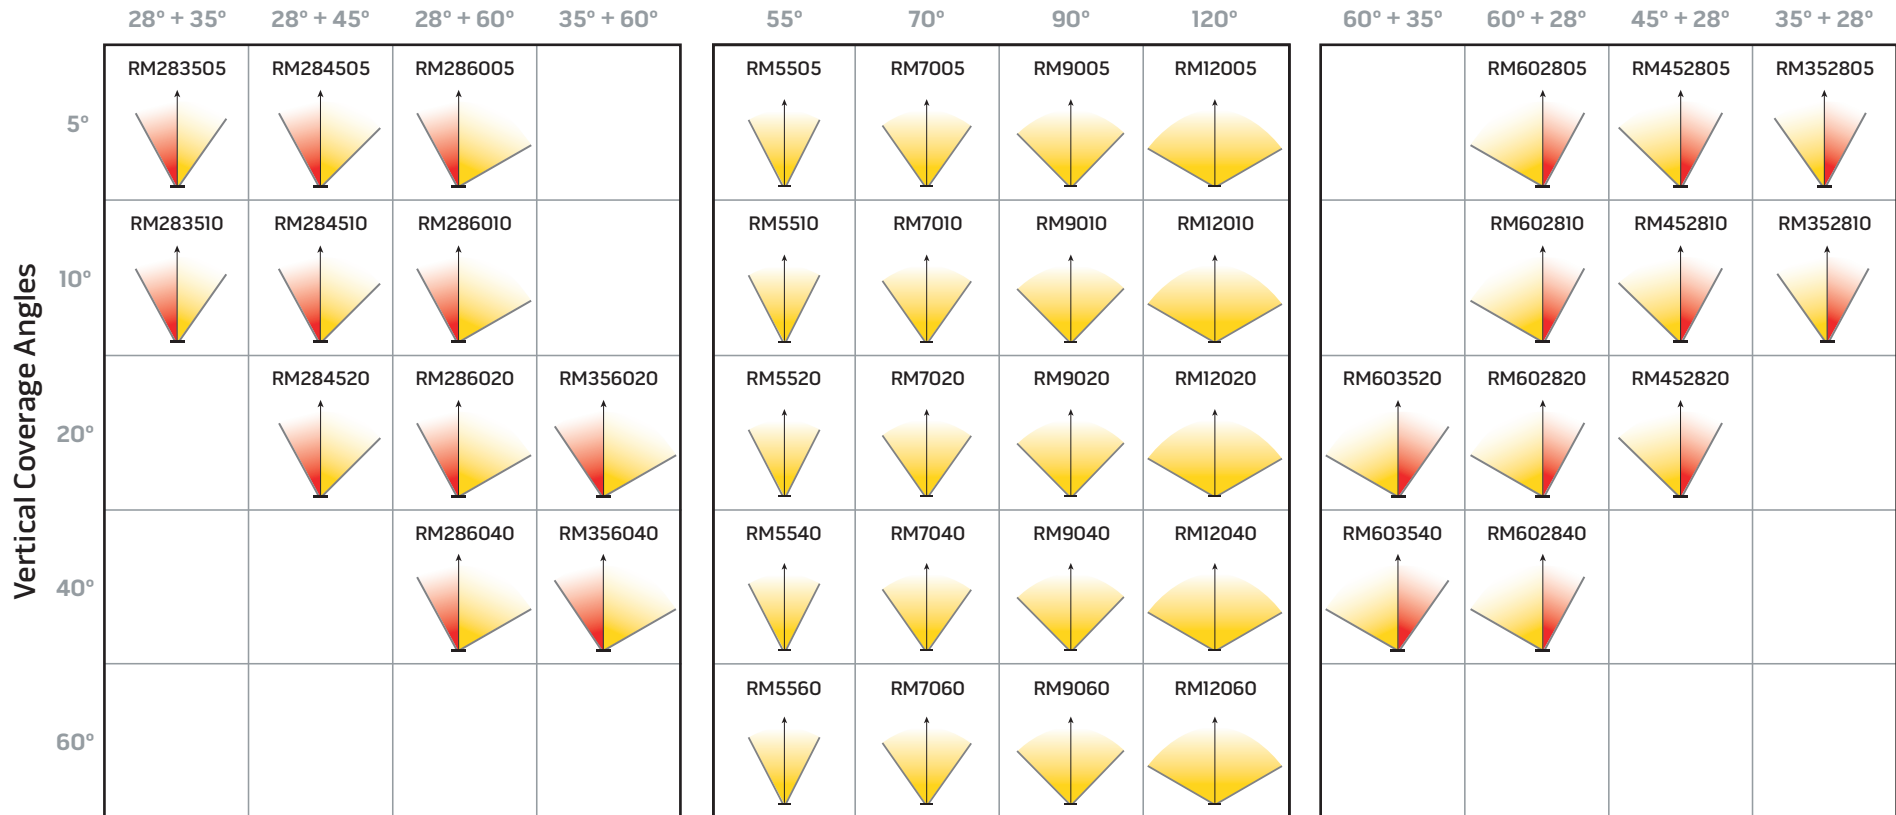 28° + 35° 28° + 45° 28° + 60° 35° + 60° 55° 70° 90° 120° 60° + 35° 60° + 28° 45° + 28° 35° + 28°
Vertical Coverage Angles
5° RM283505 RM284505 RM286005 RM5505 RM7005 RM9005 RM12005 RM602805 RM452805 RM352805
10° RM283510 RM284510 RM286010 RM5510 RM7010 RM9010 RM12010 RM602810 RM452810 RM352810
20° RM284520 RM286020 RM356020 RM5520 RM7020 RM9020 RM12020 RM603520 RM602820 RM452820
40° RM286040 RM356040 RM5540 RM7040 RM9040 RM12040 RM603540 RM602840
60° RM5560 RM7060 RM9060 RM12060